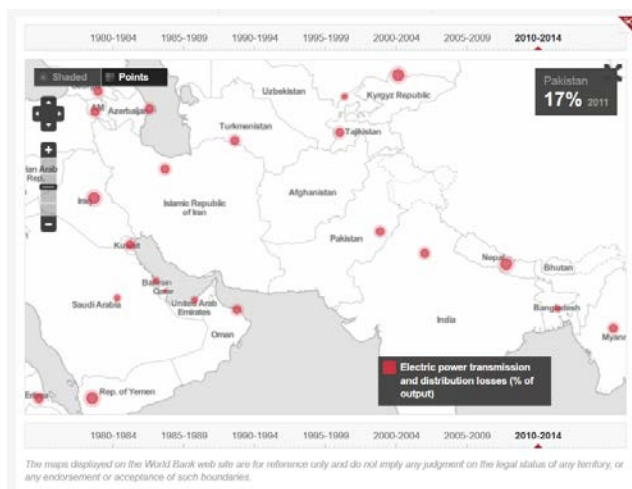 1980-1984 1985-1989 1990-1994 1995-1999 2000-2004 2005-2009 2010-2014
Shaded Points
Pakistan
17% 2011
Uzbekistan
Kyrgyz Republic
AM Azerbaijan
Turkmenistan
Tajikistan
Rep.
Afghanistan
Iraq
Islamic Republic
of Iran
Pakistan
Kuwait
Nepal
Bhutan
Bahrain
Qatar
Saudi Arabia
United Arab
Emirates
Bangladesh
India
Oman
Electric power transmission
and distribution losses (% of
output)
Rep. of Yemen
1980-1984 1985-1989 1990-1994 1995-1999 2000-2004 2005-2009 2010-2014
The maps displayed on the World Bank web site are for reference only and do not imply any judgment on the legal status of any territory, or
any endorsement or acceptance of such boundaries.